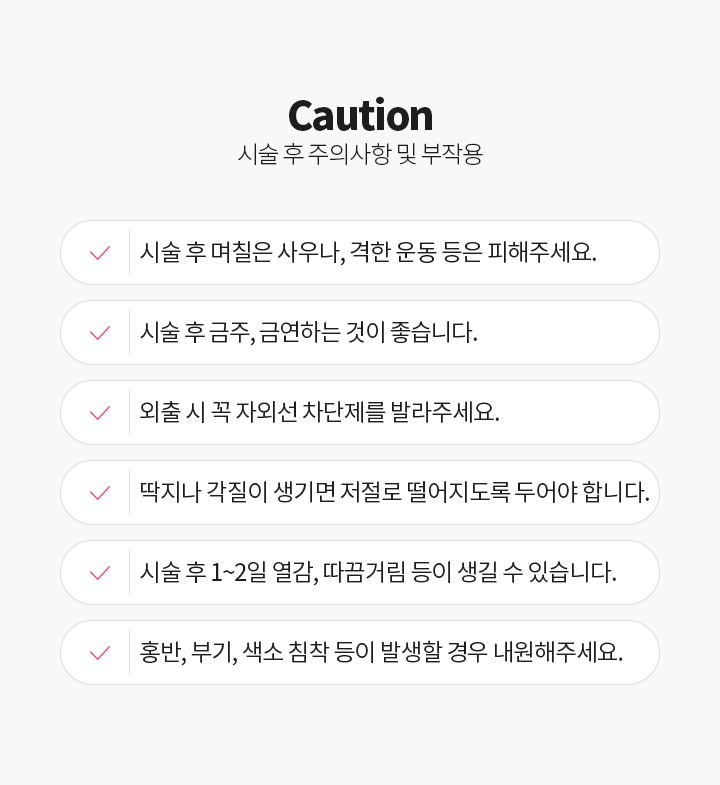 Caution
시술 후 주의사항 및 부작용
시술 후 며칠은 사우나, 격한 운동 등은 피해주세요.
시술 후 금주, 금연하는 것이 좋습니다.
외출 시 꼭 자외선 차단제를 발라주세요.
딱지나 각질이 생기면 저절로 떨어지도록 두어야 합니다.
시술 후 1~2일 열감, 따끔거림 등이 생길 수 있습니다.
홍반, 부기, 색소 침착 등이 발생할 경우 내원해주세요.